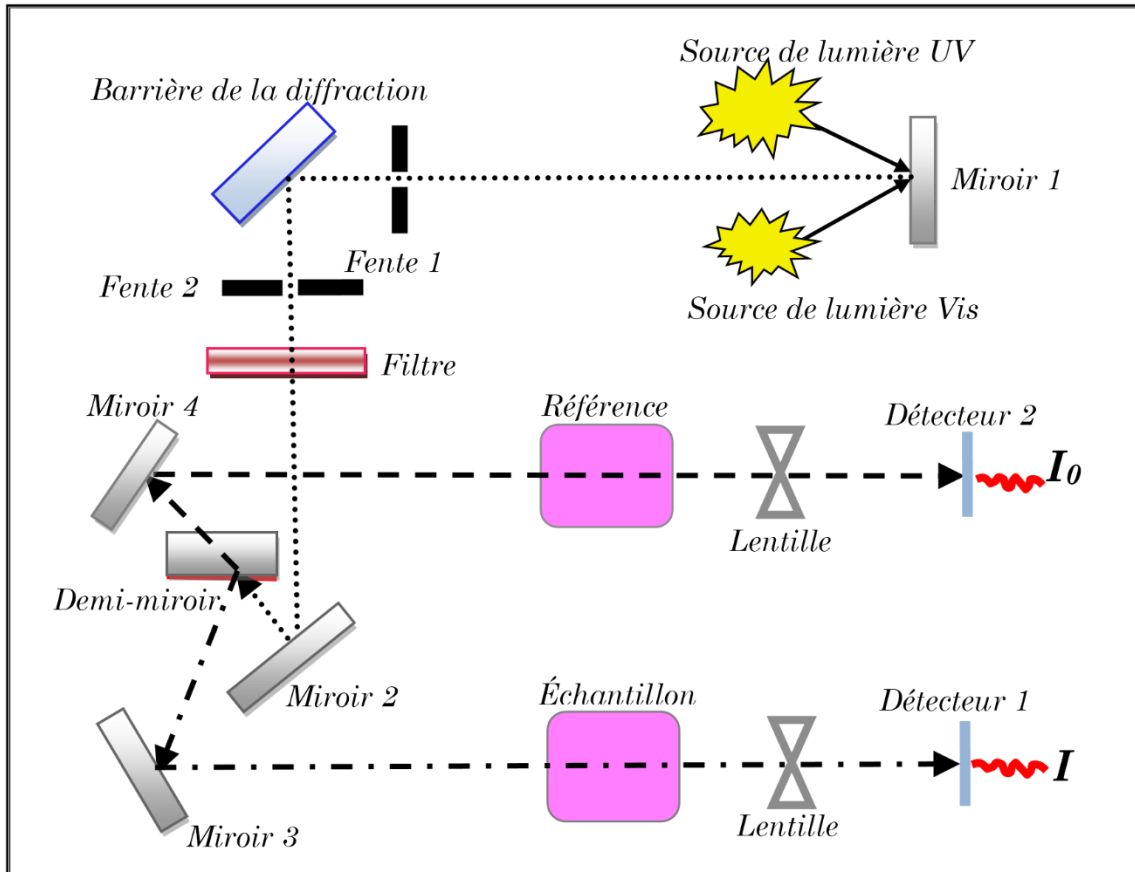 Source de lumière UV
Barrière de la diffraction
Miroir 1
Fente 1
Fente 2
Source de lumière Vis
Filtre
Miroir 4
Référence
Détecteur 2
I₀
Lentille
Demi-miroir
Miroir 2
Échantillon
Détecteur 1
I
Lentille
Miroir 3